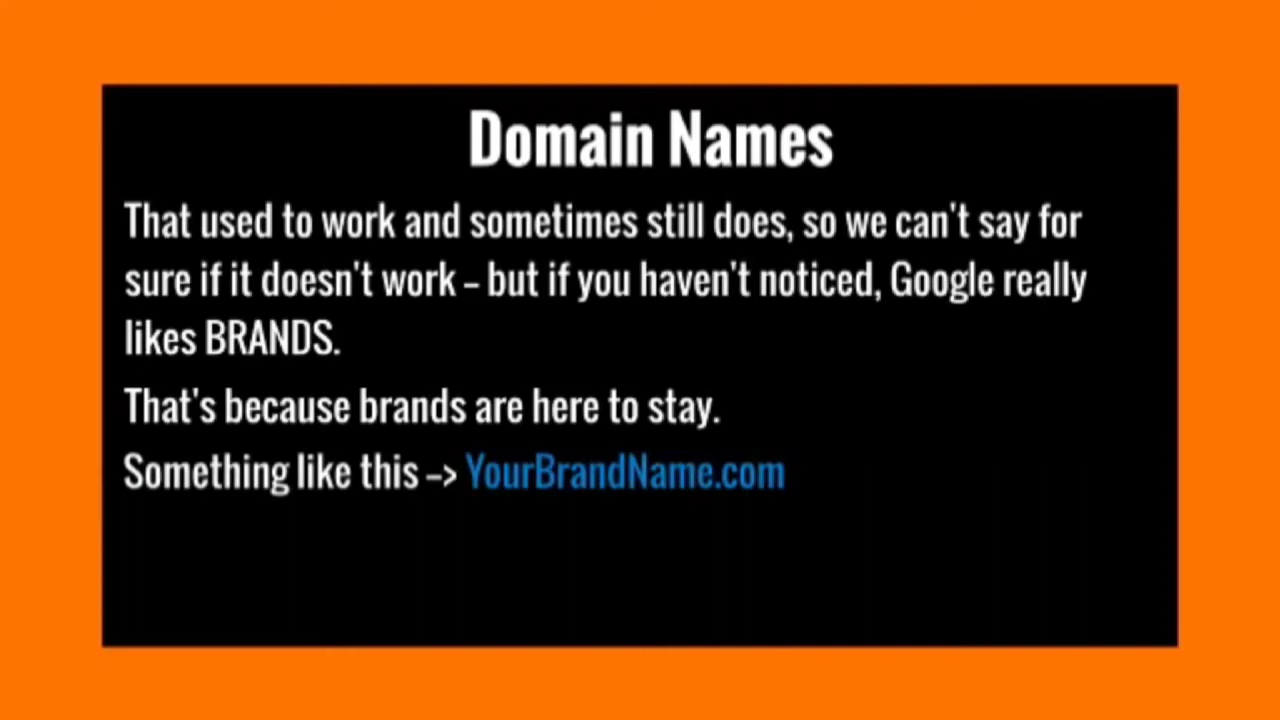 Domain Names
That used to work and sometimes still does, so we can't say for
sure if it doesn't work – but if you haven't noticed, Google really
likes BRANDS.
That's because brands are here to stay.
Something like this –> YourBrandName.com